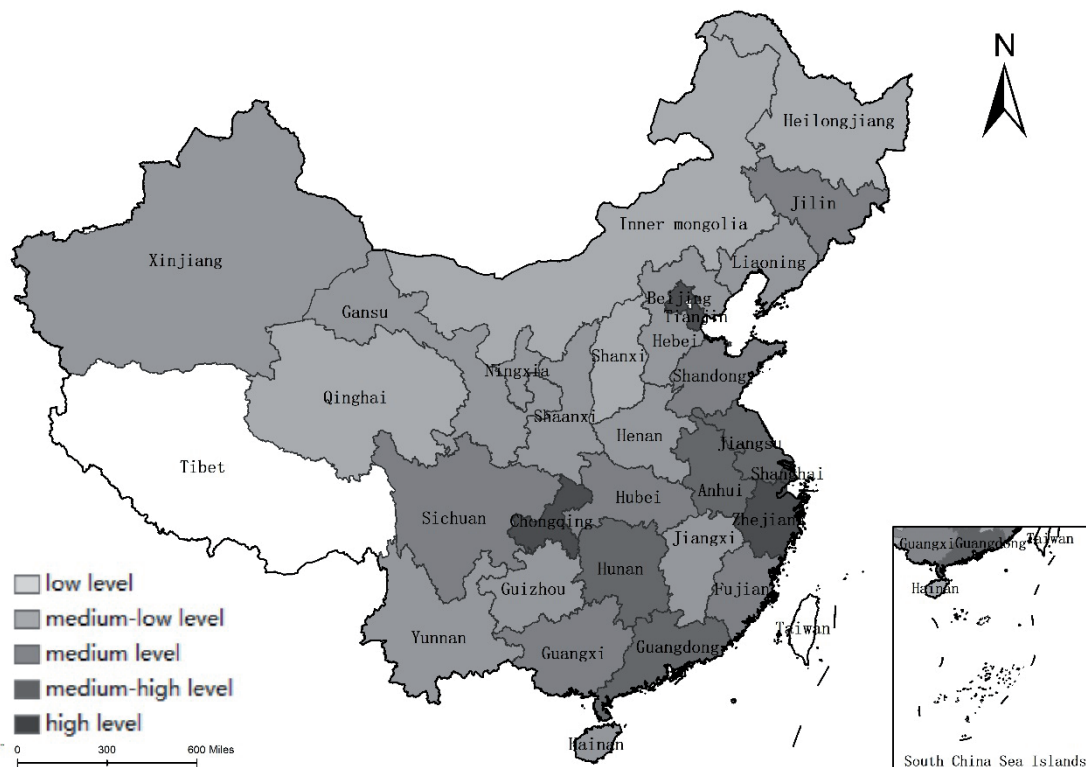 N
Heilongjiang
Jilin
Inner mongolia
Liaoning
Xinjiang
Beijing
Tianjin
Gansu
Hebei
Shanxi
Ningxia
Shandong
Qinghai
Shaanxi
Henan
Jiangsu
Tibet
Shanghai
Anhui
Hubei
Sichuan
Chongqing
Zhejiang
Jiangxi
Hunan
Guizhou
Fujian
Yunnan
Guangxi
Guangdong
Taiwan
Hainan
low level
medium-low level
medium level
medium-high level
high level
0 300 600 Miles
Guangxi Guangdong Taiwan
Hainan
South China Sea Islands